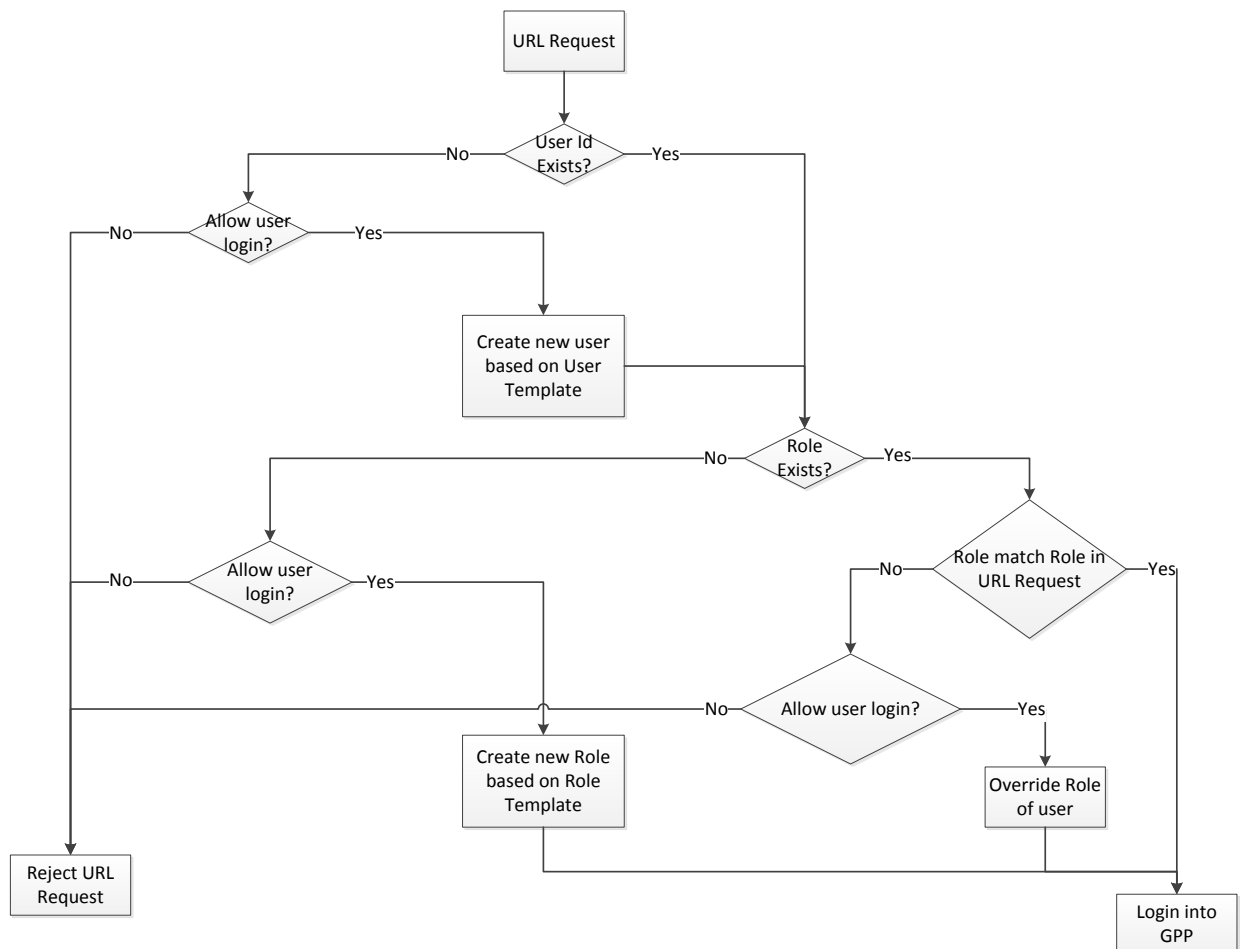 URL Request
User Id
Exists?
No
Yes
Allow user
login?
No
Yes
Create new user
based on User
Template
Role
Exists?
No
Yes
Role match Role in
URL Request
No
Yes
Allow user
login?
No
Yes
Allow user login?
No
Yes
Create new Role
based on Role
Template
Override Role
of user
Reject URL
Request
Login into
GPP